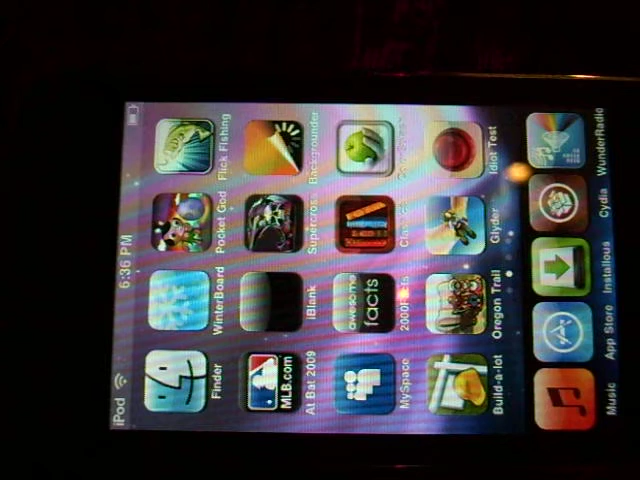 iPod 6:36 PM
Finder WinterBoard Pocket God Flick Fishing
MLB.com
At Bat 2009 iBlank Supercross Backgrounder
awesome
facts
MySpace 2000Facts
Build-a-lot Oregon Trail Glyder Idiot Test
Music App Store Installous Cydia WunderRadio